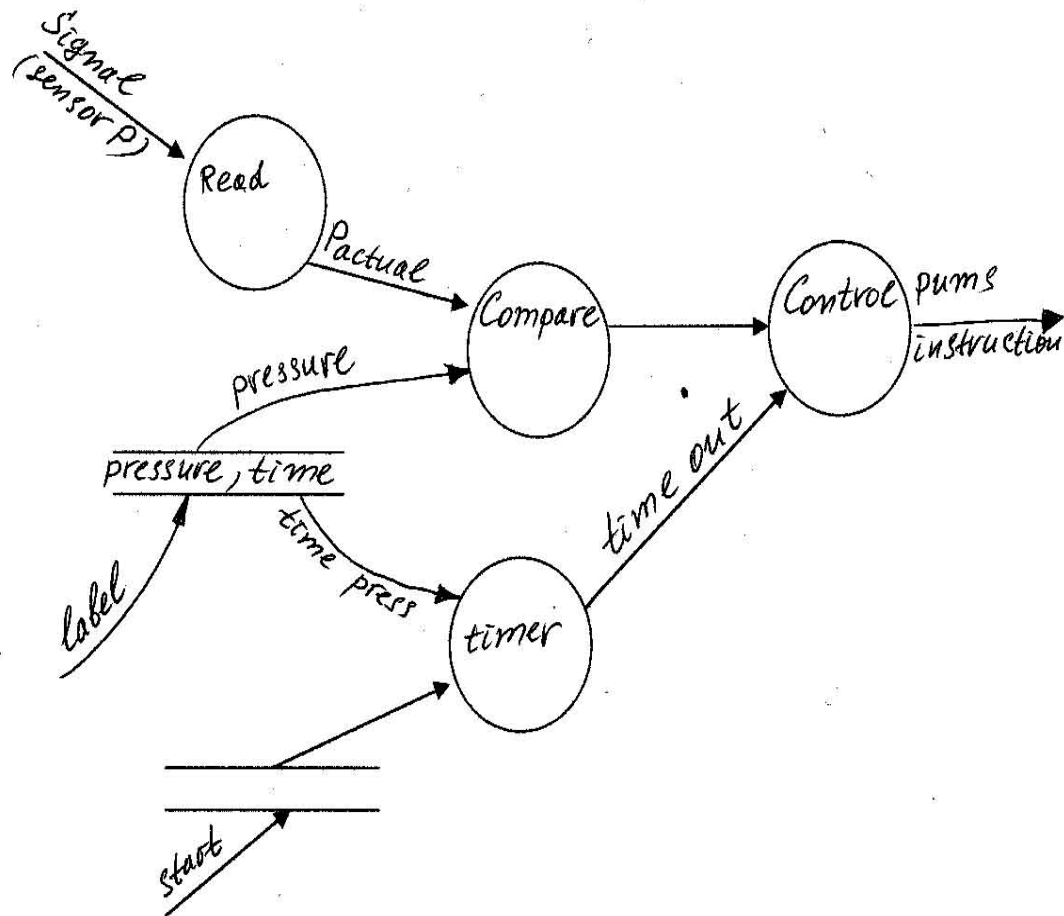 Signal
(sensor P)
Read
Pactual
Compare
Control
pums
instruction
pressure
pressure, time
time press
time out
label
timer
start